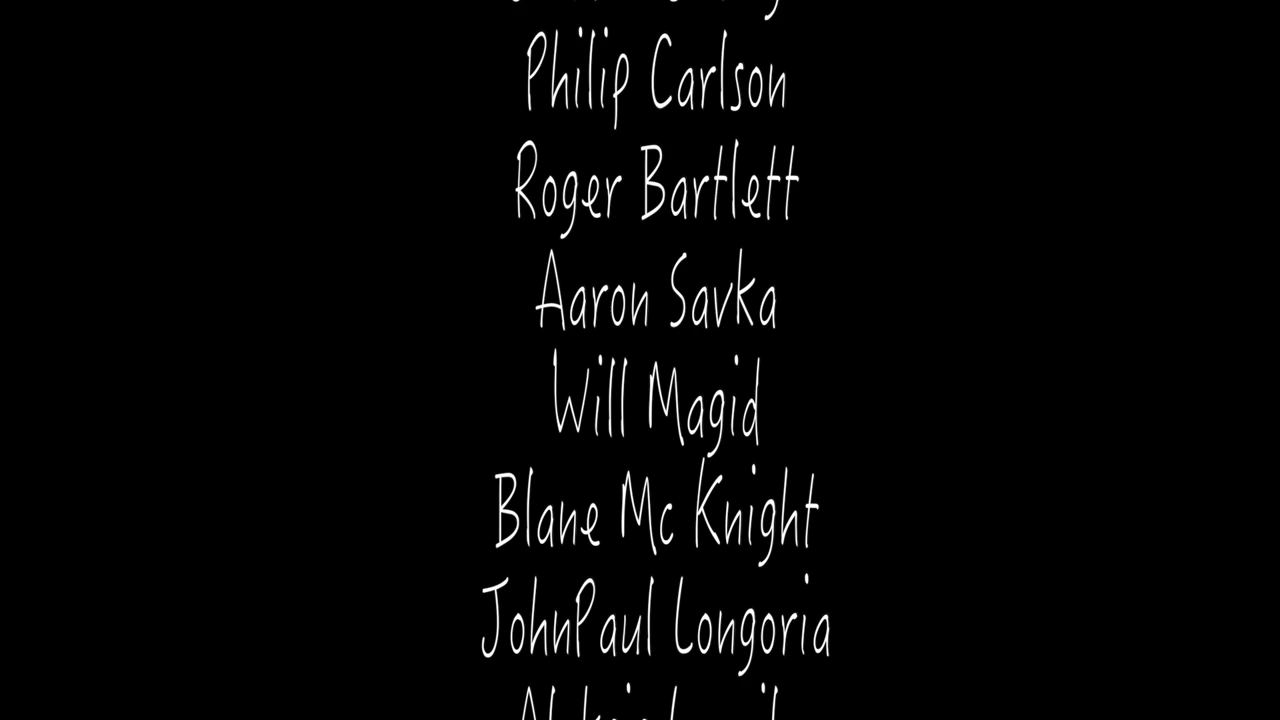 Philip Carlson
Roger Bartlett
Aaron Savka
Will Magid
Blane Mc Knight
JohnPaul Longoria